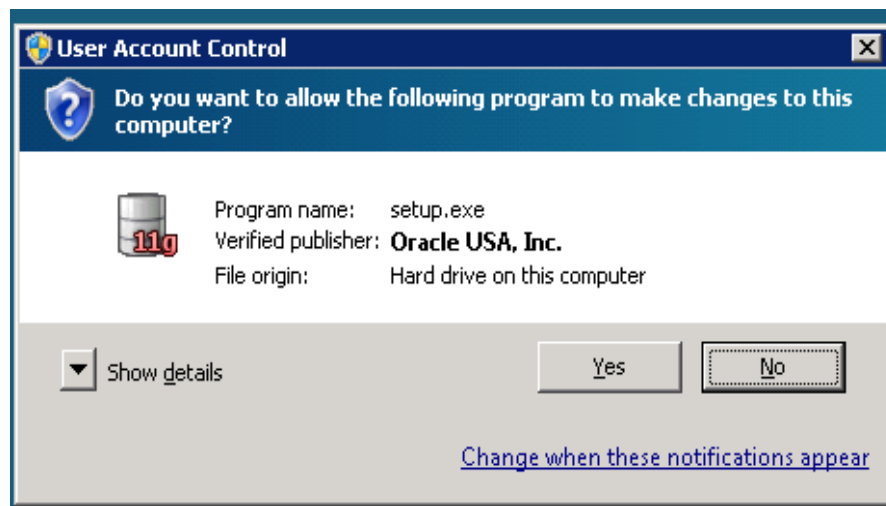 User Account Control
Do you want to allow the following program to make changes to this
computer?
11g
Program name: setup.exe
Verified publisher: Oracle USA, Inc.
File origin: Hard drive on this computer
Show details
Yes
No
Change when these notifications appear